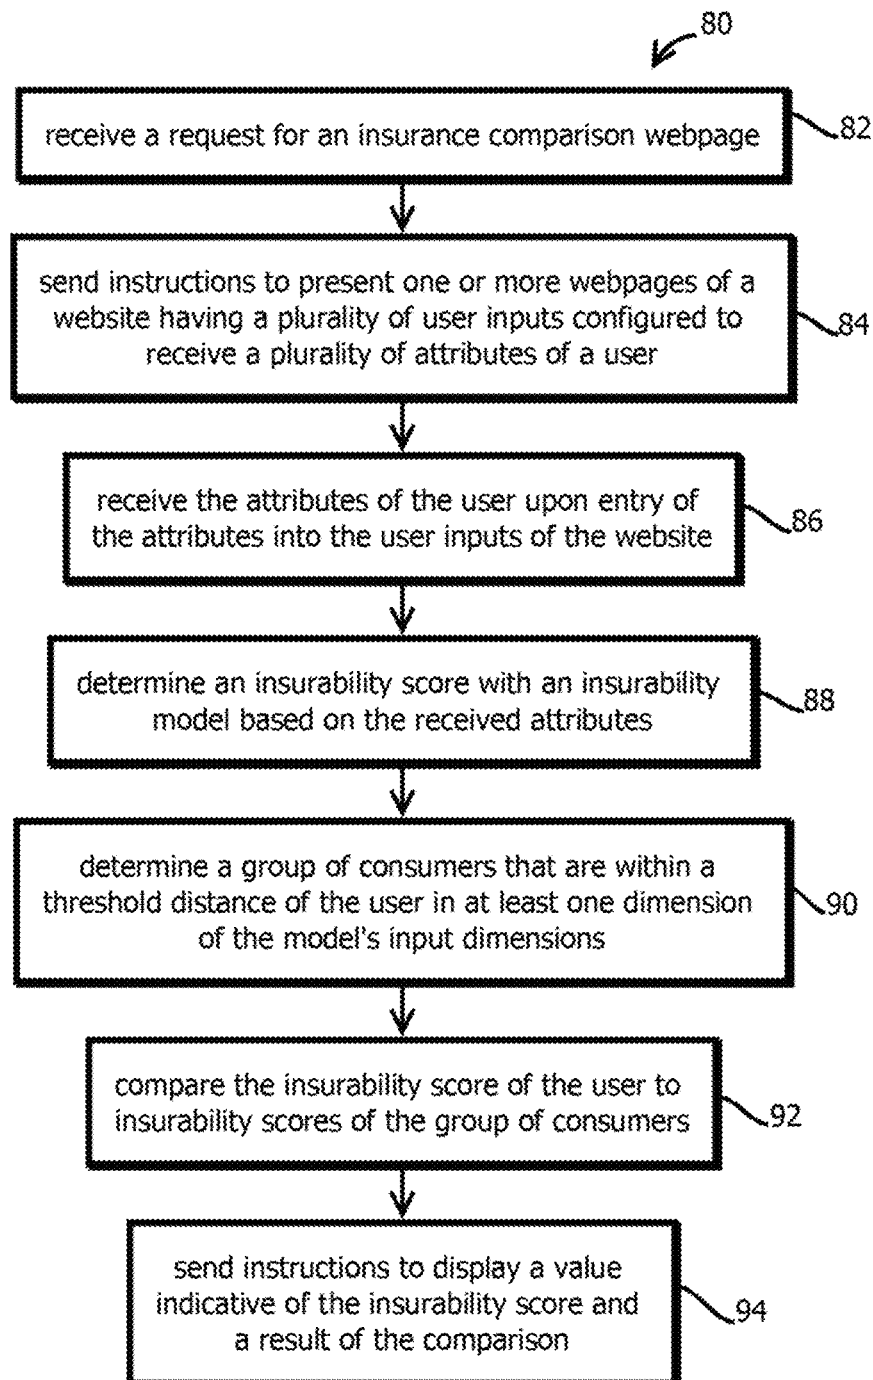 80
receive a request for an insurance comparison webpage
82
send instructions to present one or more webpages of a
website having a plurality of user inputs configured to
receive a plurality of attributes of a user
84
receive the attributes of the user upon entry of
the attributes into the user inputs of the website
86
determine an insurability score with an insurability
model based on the received attributes
88
determine a group of consumers that are within a
threshold distance of the user in at least one dimension
of the model's input dimensions
90
compare the insurability score of the user to
insurability scores of the group of consumers
92
send instructions to display a value
indicative of the insurability score and
a result of the comparison
94